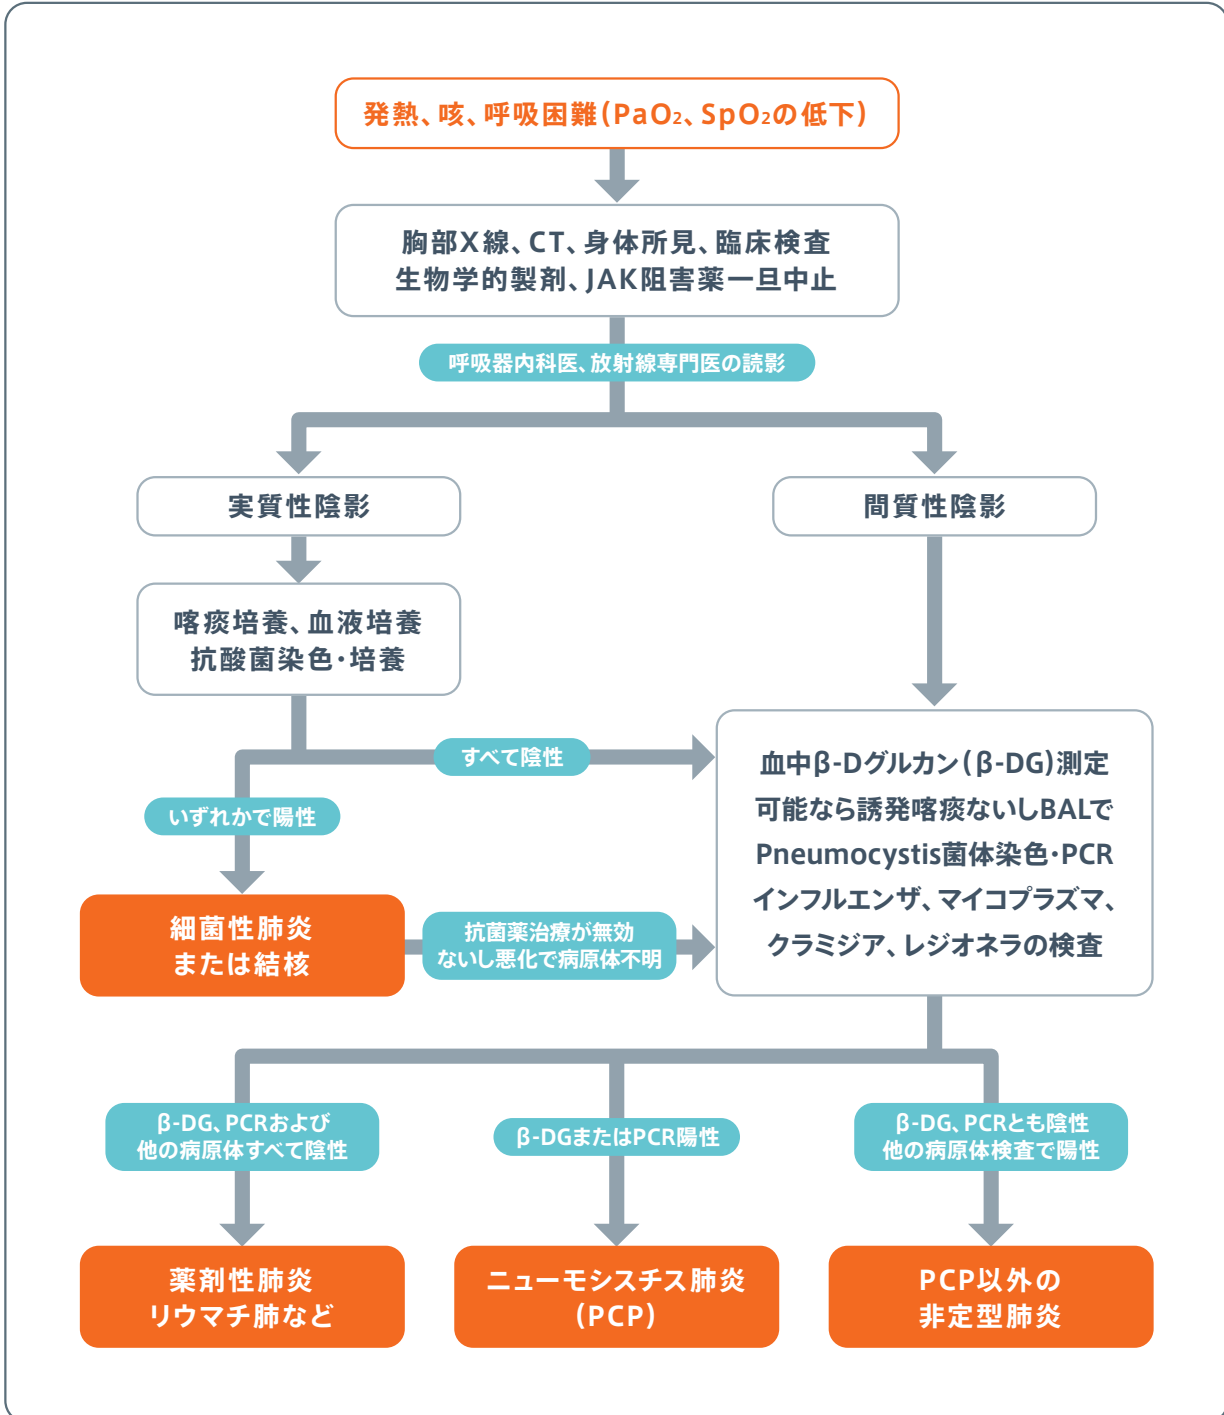 発熱、咳、呼吸困難(PaO₂、SpO₂の低下)
胸部X線、CT、身体所見、臨床検査
生物学的製剤、JAK阻害薬一旦中止
呼吸器内科医、放射線専門医の読影
実質性陰影
間質性陰影
喀痰培養、血液培養
抗酸菌染色・培養
すべて陰性
いずれかで陽性
血中β-Dグルカン(β-DG)測定
可能なら誘発喀痰ないしBALで
Pneumocystis菌体染色・PCR
インフルエンザ、マイコプラズマ、
クラミジア、レジオネラの検査
細菌性肺炎
または結核
抗菌薬治療が無効
ないし悪化で病原体不明
β-DG、PCRおよび
他の病原体すべて陰性
β-DGまたはPCR陽性
β-DG、PCRとも陰性
他の病原体検査で陽性
薬剤性肺炎
リウマチ肺など
ニューモシスチス肺炎
(PCP)
PCP以外の
非定型肺炎